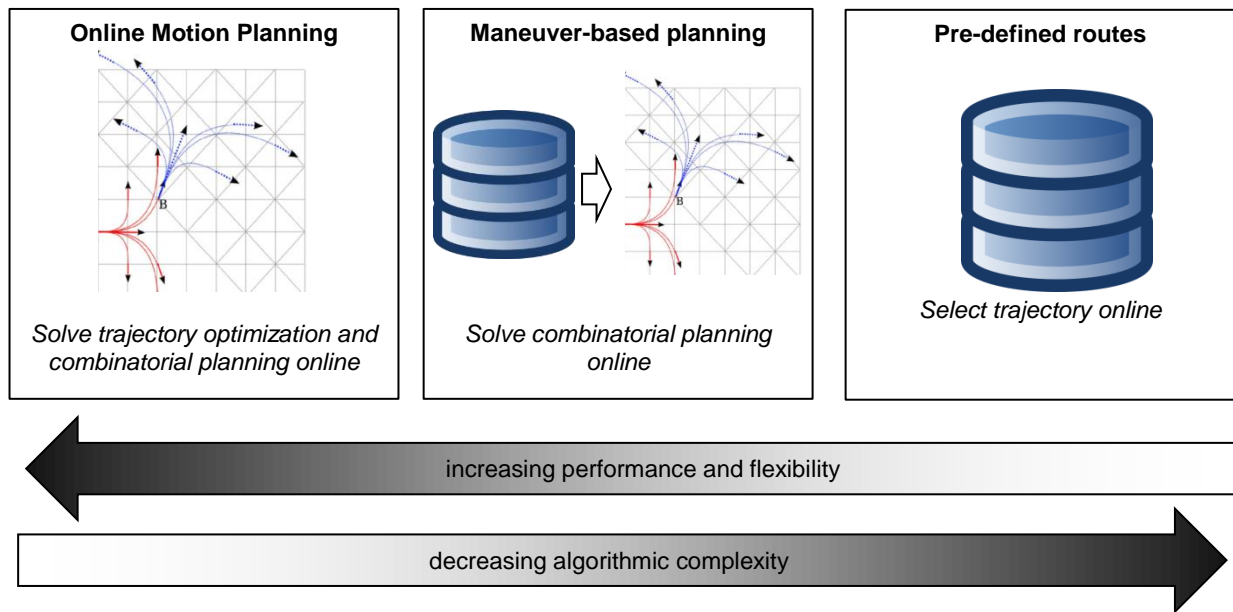 Online Motion Planning
B
Solve trajectory optimization and
combinatorial planning online
Maneuver-based planning
B
Solve combinatorial planning
online
Pre-defined routes
Select trajectory online
increasing performance and flexibility
decreasing algorithmic complexity